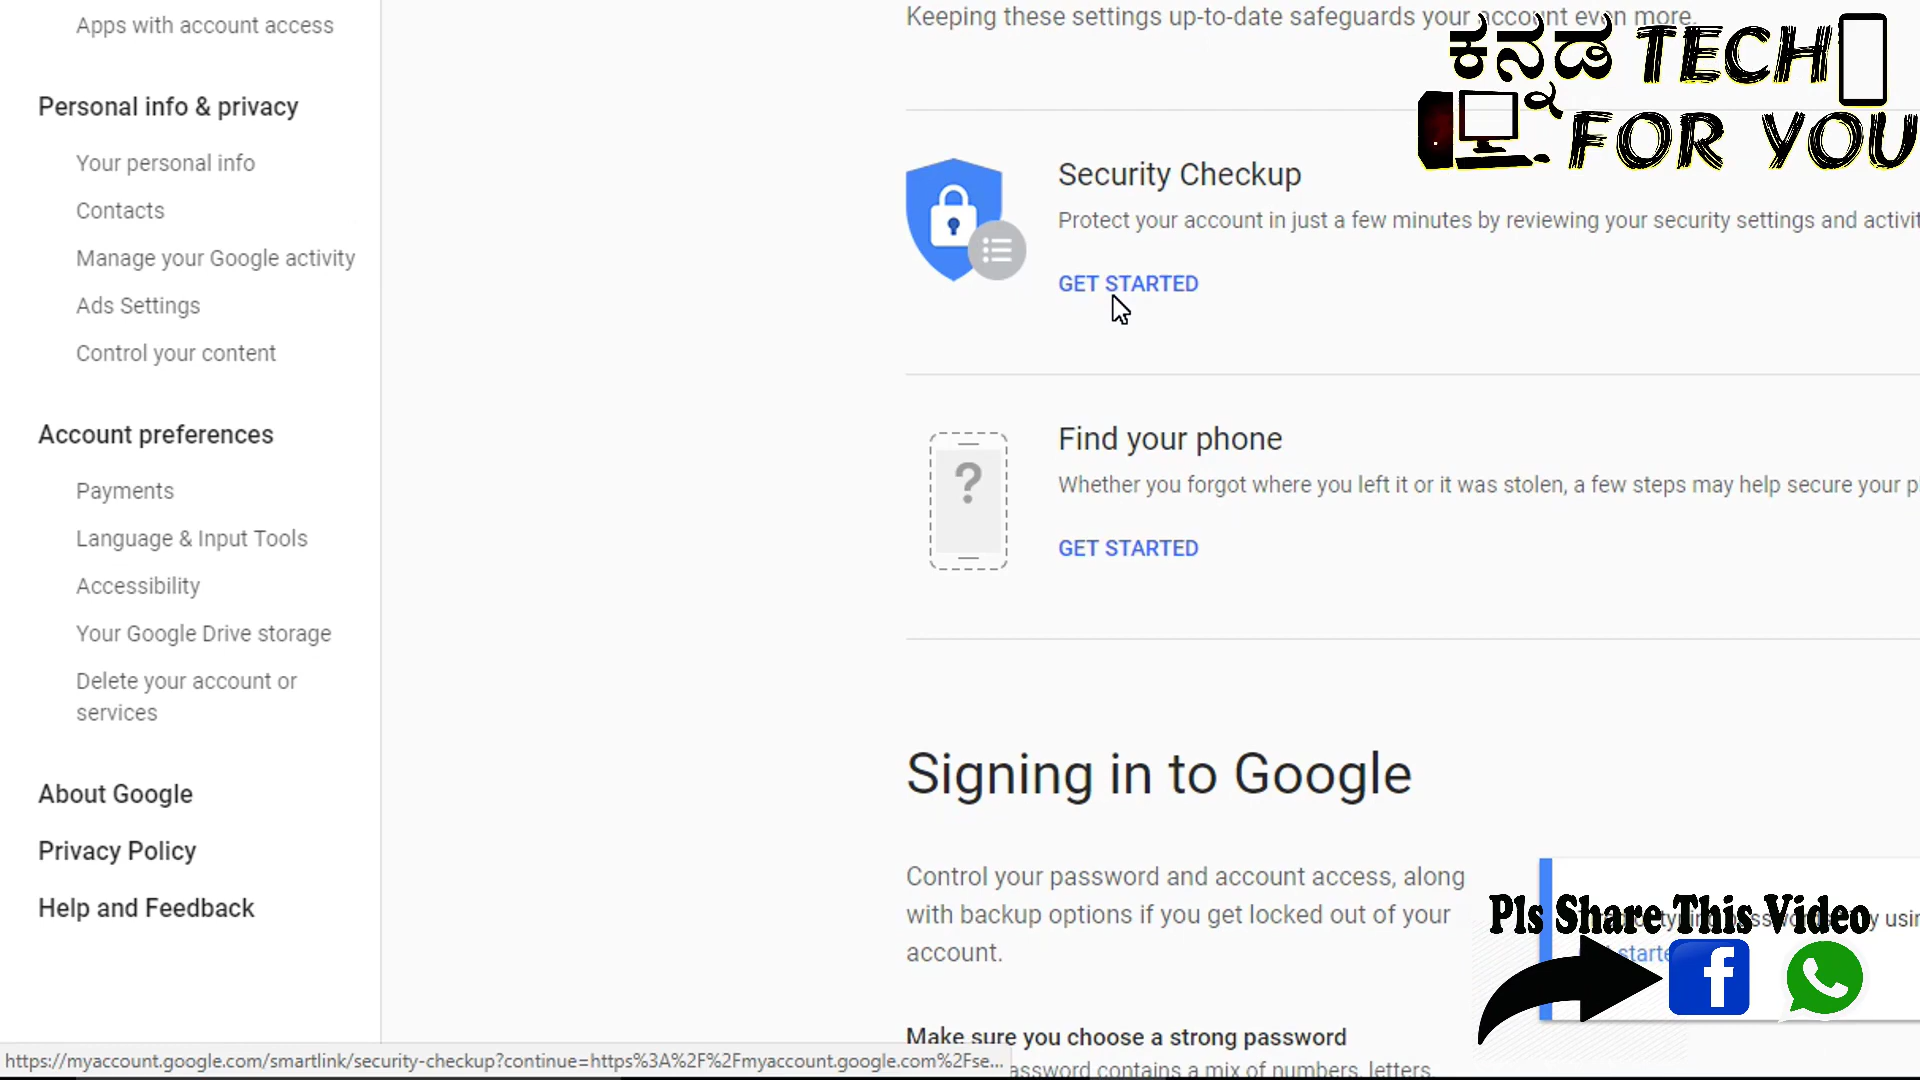 Apps with account access
Personal info & privacy
Your personal info
Contacts
Manage your Google activity
Ads Settings
Control your content
Account preferences
Payments
Language & Input Tools
Accessibility
Your Google Drive storage
Delete your account or
services
About Google
Privacy Policy
Help and Feedback
Keeping these settings up-to-date safeguards your account even more.
ಕನ್ನಡ TECH
FOR YOU
Security Checkup
Protect your account in just a few minutes by reviewing your security settings and activit
GET STARTED
Find your phone
?
Whether you forgot where you left it or it was stolen, a few steps may help secure your p
GET STARTED
Signing in to Google
Control your password and account access, along
with backup options if you get locked out of your
account.
Pls Share This Video
f
Make sure you choose a strong password
assword contains a mix of numbers, letters,
https://myaccount.google.com/smartlink/security-checkup?continue=https%3A%2F%2Fmyaccount.google.com%2Fse...